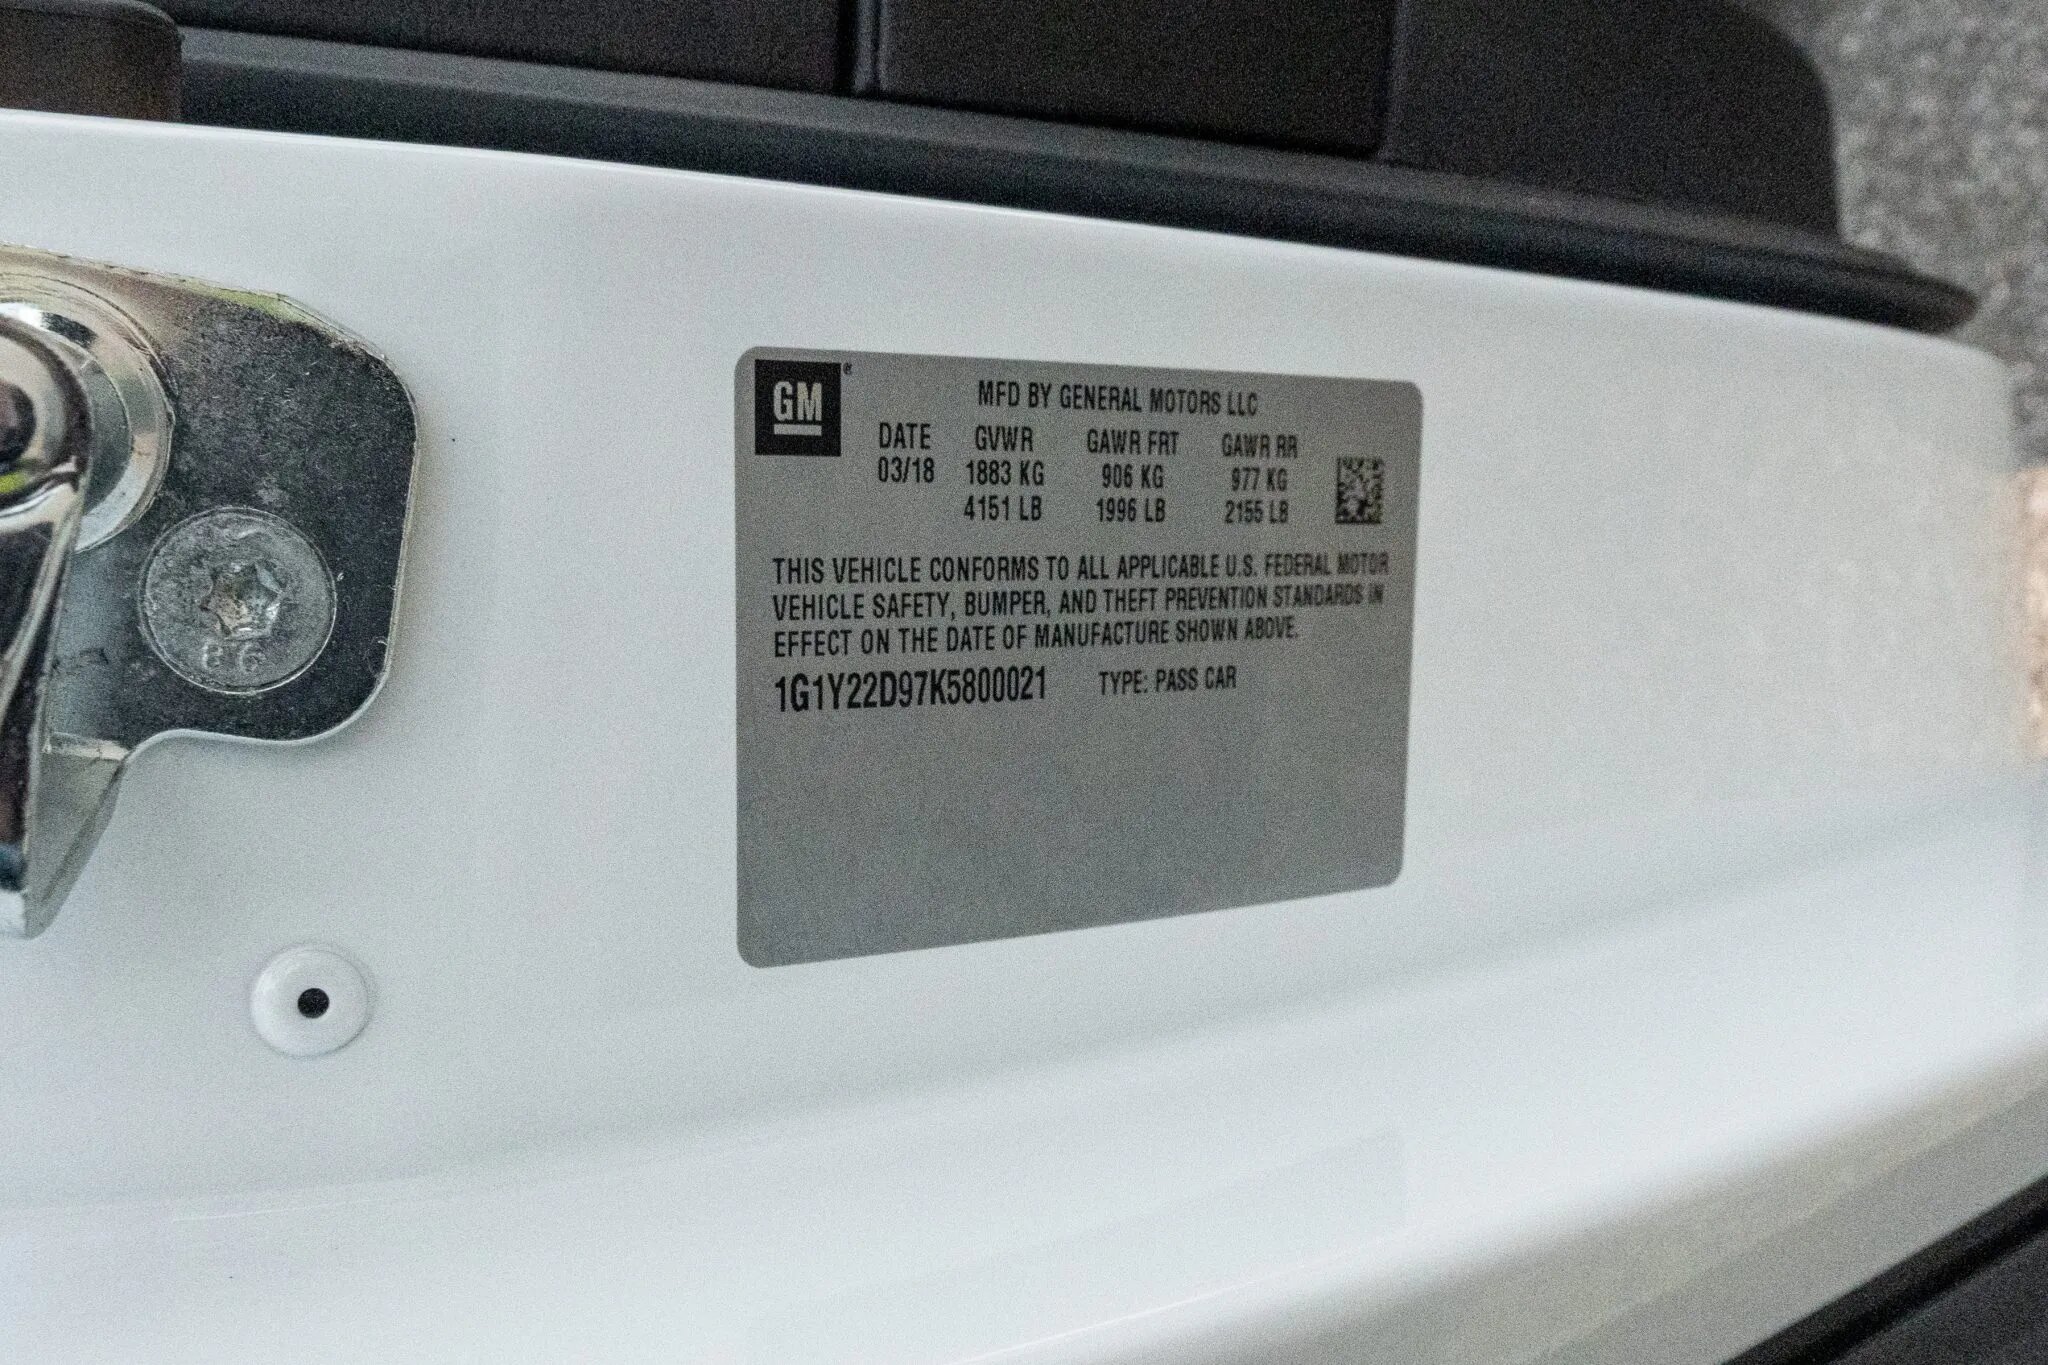 GM®
MFD BY GENERAL MOTORS LLC
DATE GVWR GAWR FRT GAWR RR
03/18 1883 KG 906 KG 977 KG
4151 LB 1996 LB 2155 LB
THIS VEHICLE CONFORMS TO ALL APPLICABLE U.S. FEDERAL MOTOR
VEHICLE SAFETY, BUMPER, AND THEFT PREVENTION STANDARDS IN
EFFECT ON THE DATE OF MANUFACTURE SHOWN ABOVE.
1G1Y22D97K5800021 TYPE: PASS CAR